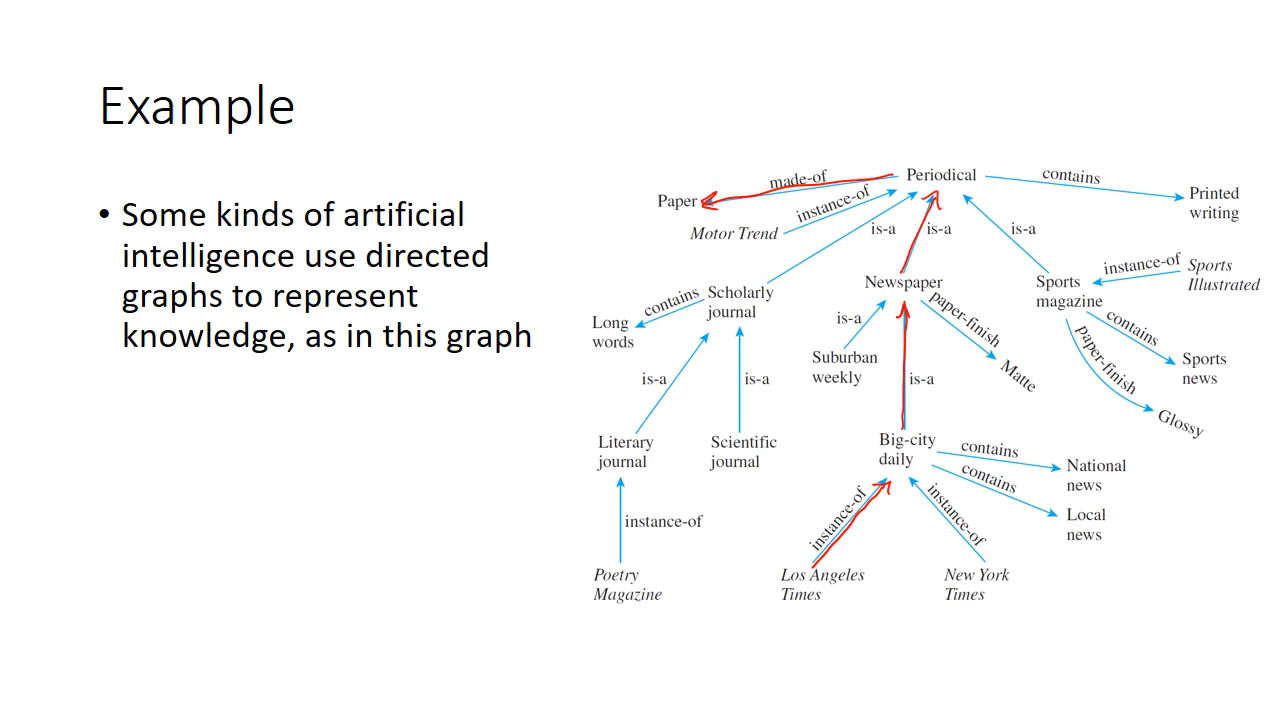 Example
• Some kinds of artificial
intelligence use directed
graphs to represent
knowledge, as in this graph
Periodical
made-of
contains
Paper
Printed
writing
instance-of
Motor Trend
is-a
is-a
is-a
instance-of
Sports
Illustrated
Scholarly
journal
contains
Long
words
Newspaper
Sports
magazine
is-a
paper-finish
Suburban
weekly
Matte
contains
Sports
news
paper-finish
Glossy
is-a
is-a
is-a
Literary
journal
Scientific
journal
Big-city
daily
contains
National
news
contains
Local
news
instance-of
instance-of
instance-of
Poetry
Magazine
Los Angeles
Times
New York
Times